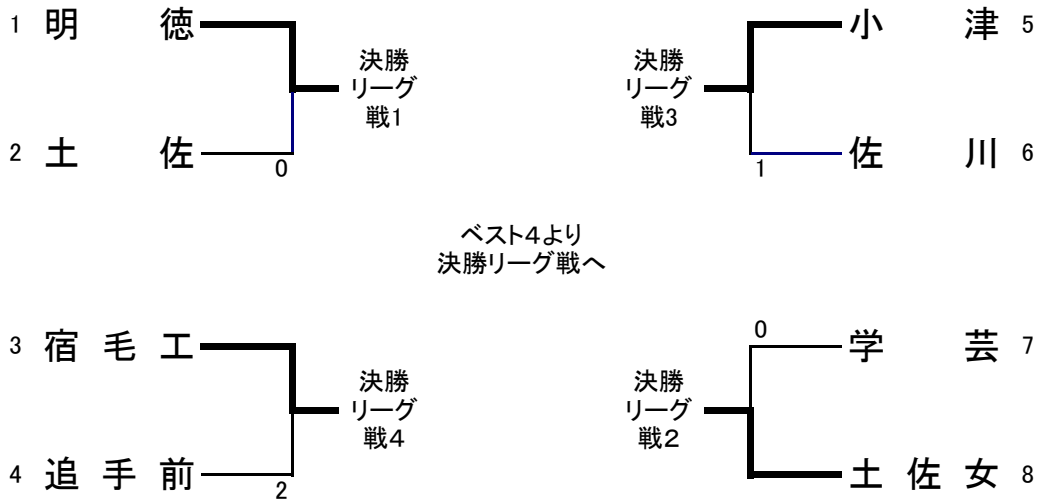 1 明 徳
決勝
リーグ
戦1
2 土 佐
0
小 津 5
決勝
リーグ
戦3
佐 川 6
1
ベスト4より
決勝リーグ戦へ
3 宿 毛 工
決勝
リーグ
戦4
4 追 手 前
2
0
学 芸 7
決勝
リーグ
戦2
土 佐 女 8